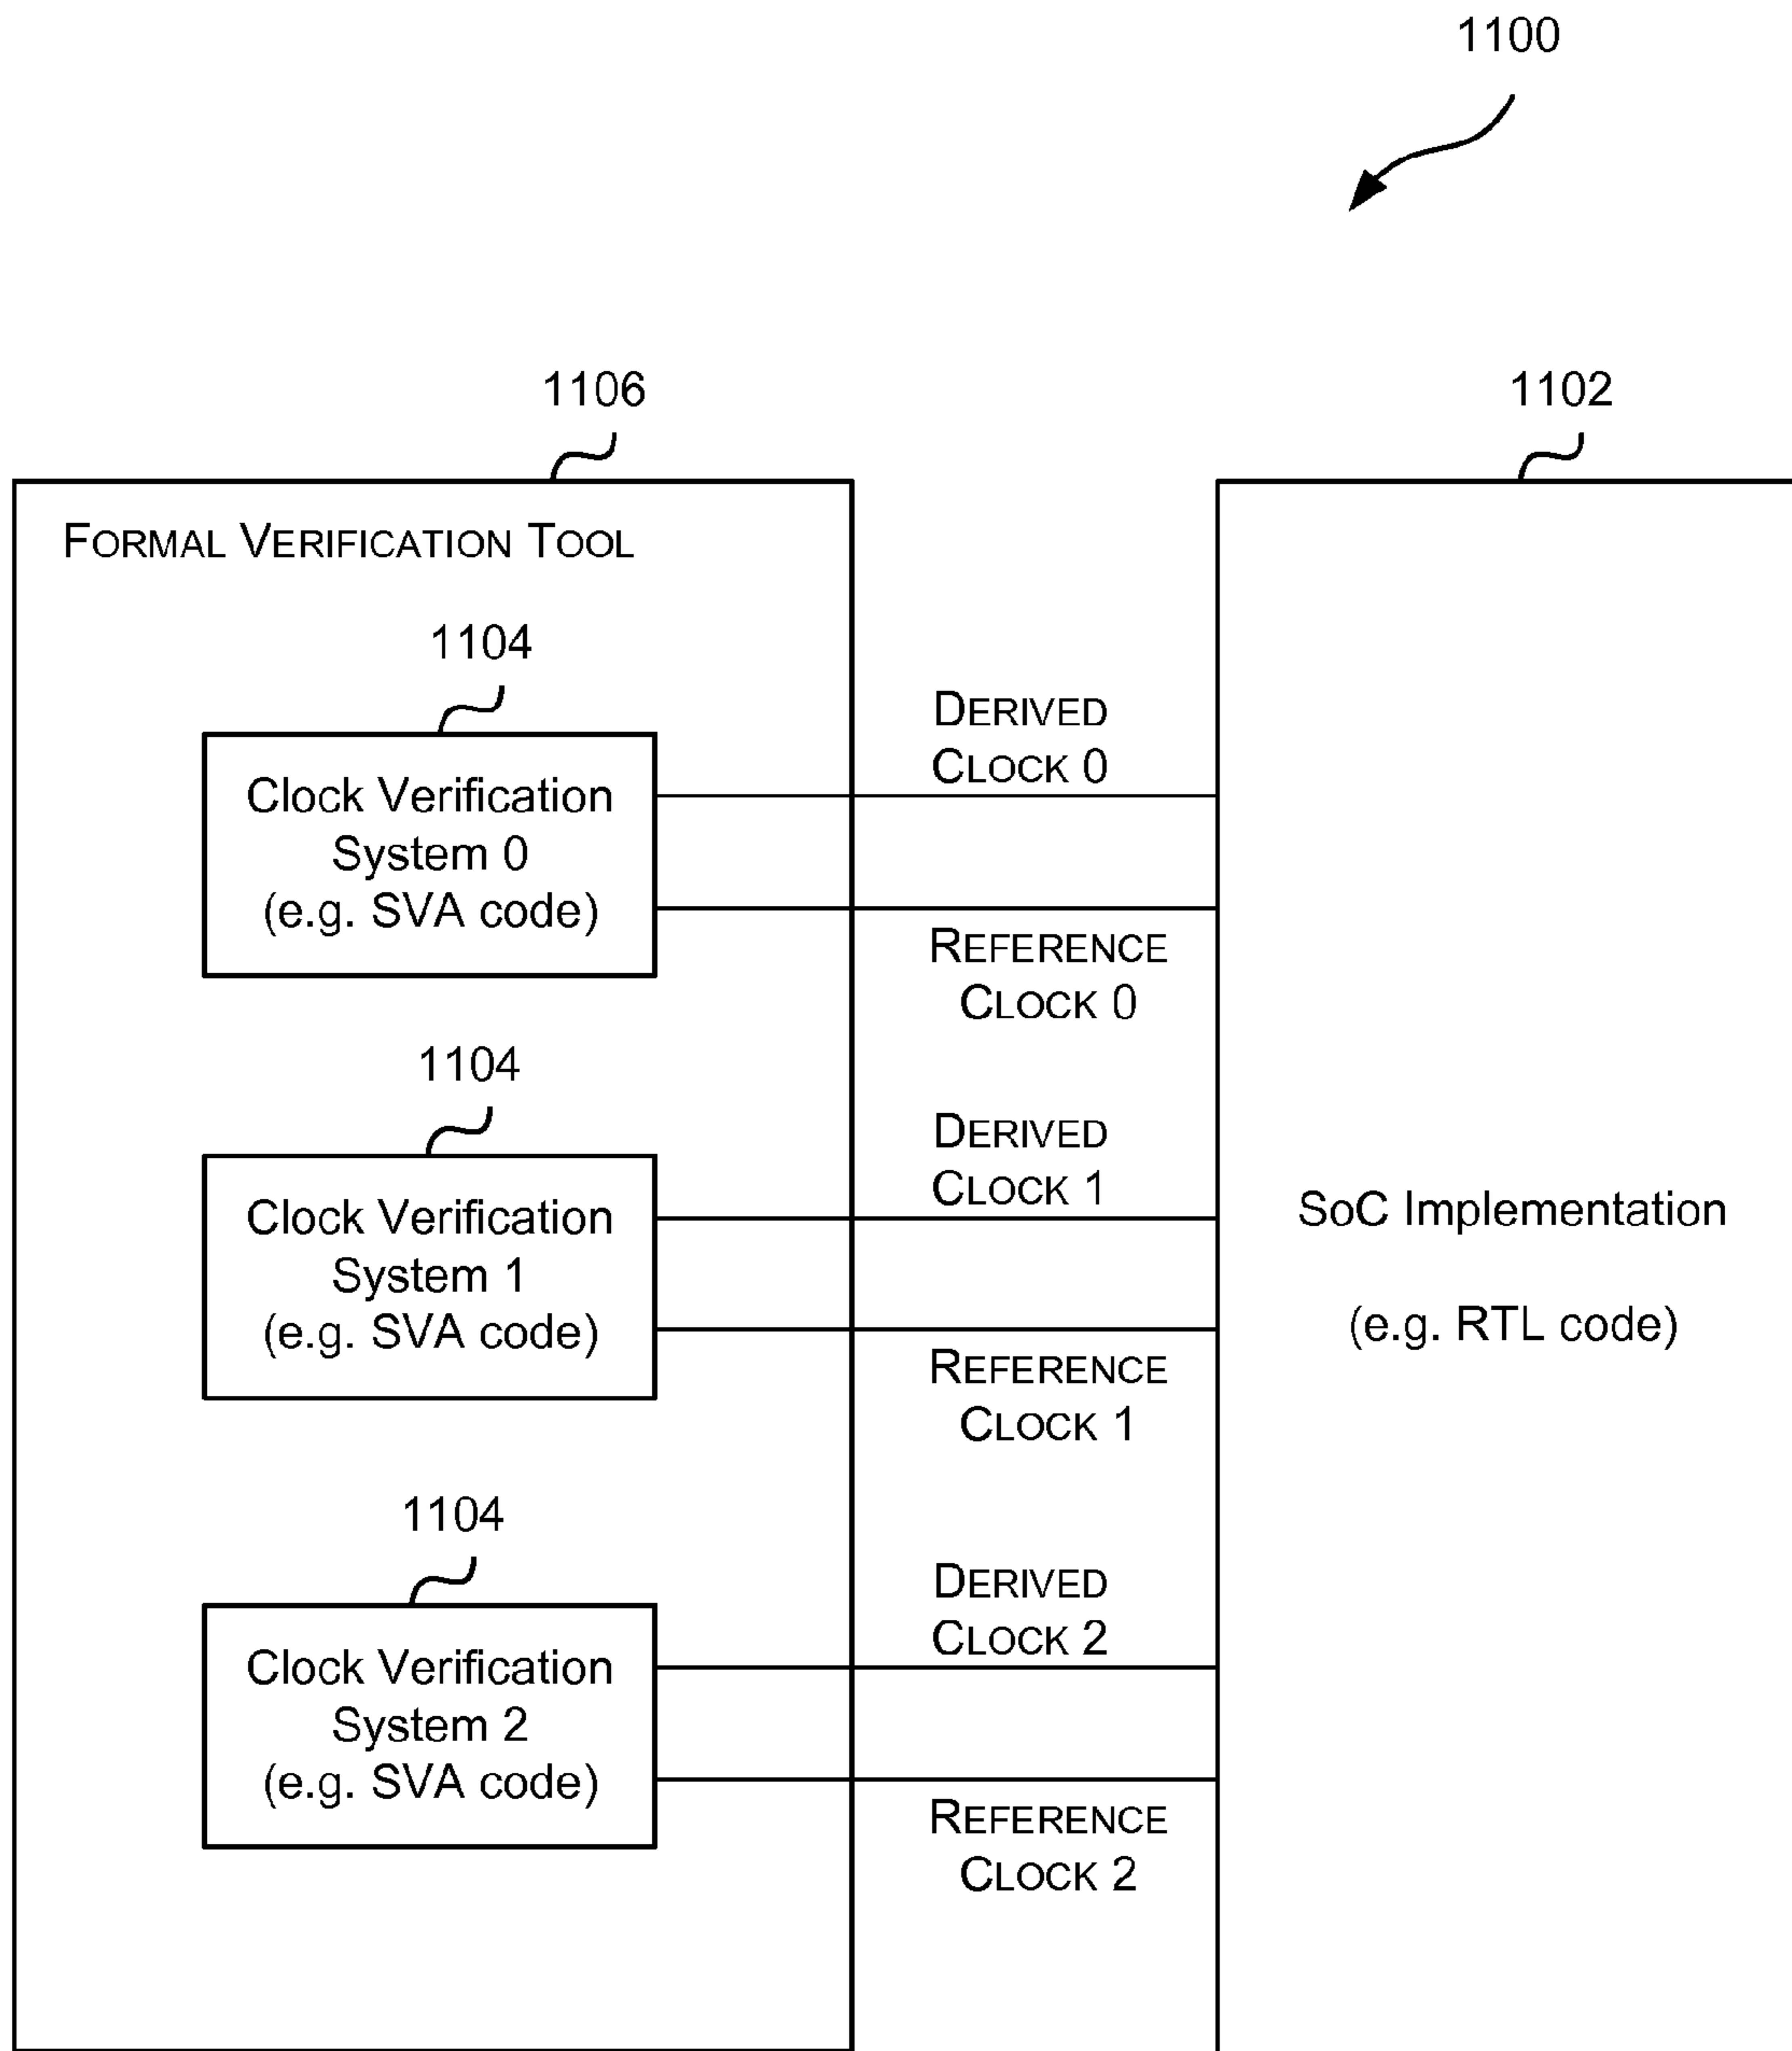 1100
1106
1102
FORMAL VERIFICATION TOOL
1104
DERIVED
CLOCK 0
Clock Verification
System 0
(e.g. SVA code)
REFERENCE
CLOCK 0
1104
DERIVED
CLOCK 1
Clock Verification
System 1
(e.g. SVA code)
REFERENCE
CLOCK 1
SoC Implementation
(e.g. RTL code)
1104
DERIVED
CLOCK 2
Clock Verification
System 2
(e.g. SVA code)
REFERENCE
CLOCK 2